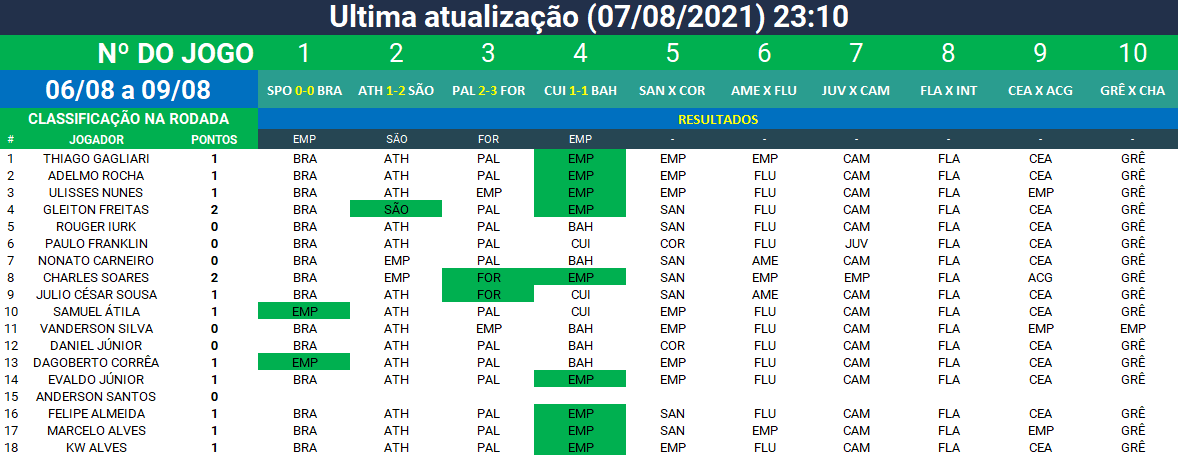 Ultima atualização (07/08/2021) 23:10
Nº DO JOGO 1 2 3 4 5 6 7 8 9 10
06/08 a 09/08 SPO 0-0 BRA ATH 1-2 SÃO PAL 2-3 FOR CUI 1-1 BAH SAN X COR AME X FLU JUV X CAM FLA X INT CEA X ACG GRÊ X CHA
CLASSIFICAÇÃO NA RODADA RESULTADOS
# JOGADOR PONTOS EMP SÃO FOR EMP - - - - - -
1 THIAGO GAGLIARI 1 BRA ATH PAL EMP EMP EMP CAM FLA CEA GRÊ
2 ADELMO ROCHA 1 BRA ATH PAL EMP EMP FLU CAM FLA CEA GRÊ
3 ULISSES NUNES 1 BRA ATH EMP EMP EMP FLU CAM FLA EMP GRÊ
4 GLEITON FREITAS 2 BRA SÃO PAL EMP SAN FLU CAM FLA CEA GRÊ
5 ROUGER IURK 0 BRA ATH PAL BAH SAN FLU CAM FLA CEA GRÊ
6 PAULO FRANKLIN 0 BRA ATH PAL CUI COR FLU JUV FLA CEA GRÊ
7 NONATO CARNEIRO 0 BRA EMP PAL BAH SAN AME CAM FLA CEA GRÊ
8 CHARLES SOARES 2 BRA EMP FOR EMP SAN EMP EMP FLA ACG GRÊ
9 JULIO CÉSAR SOUSA 1 BRA ATH FOR CUI SAN AME CAM FLA CEA GRÊ
10 SAMUEL ÁTILA 1 EMP ATH PAL CUI EMP FLU CAM FLA CEA GRÊ
11 VANDERSON SILVA 0 BRA ATH EMP BAH SAN FLU CAM FLA EMP EMP
12 DANIEL JÚNIOR 0 BRA ATH PAL BAH COR FLU CAM FLA CEA GRÊ
13 DAGOBERTO CORRÊA 1 EMP ATH PAL BAH EMP FLU CAM FLA CEA GRÊ
14 EVALDO JÚNIOR 1 BRA ATH PAL EMP EMP FLU CAM FLA CEA GRÊ
15 ANDERSON SANTOS 0
16 FELIPE ALMEIDA 1 BRA ATH PAL EMP SAN FLU CAM FLA CEA GRÊ
17 MARCELO ALVES 1 BRA ATH PAL EMP SAN EMP CAM FLA EMP GRÊ
18 KW ALVES 1 BRA ATH PAL EMP EMP FLU CAM FLA CEA GRÊ